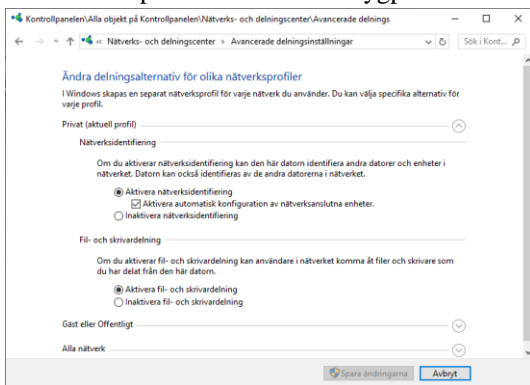 Kontrollpanelen\Alla objekt på Kontrollpanelen\Nätverks- och delningscenter\Avancerade delnings
« Nätverks- och delningscenter > Avancerade delningsinställningar
Sök i Kont...
Ändra delningsalternativ för olika nätverksprofiler
I Windows skapas en separat nätverksprofil för varje nätverk du använder. Du kan välja specifika alternativ för
varje profil.
Privat (aktuell profil)
Nätverksidentifiering
Om du aktiverar nätverksidentifiering kan den här datorn identifiera andra datorer och enheter i
nätverket. Datorn kan också identifieras av de andra datorerna i nätverket.
Aktivera nätverksidentifiering
Aktivera automatisk konfiguration av nätverksanslutna enheter.
Inaktivera nätverksidentifiering
Fil- och skrivardelning
Om du aktiverar fil- och skrivardelning kan användare i nätverket komma åt filer och skrivare som
du har delat från den här datorn.
Aktivera fil- och skrivardelning
Inaktivera fil- och skrivardelning
Gäst eller Offentligt
Alla nätverk
Spara ändringarna
Avbryt